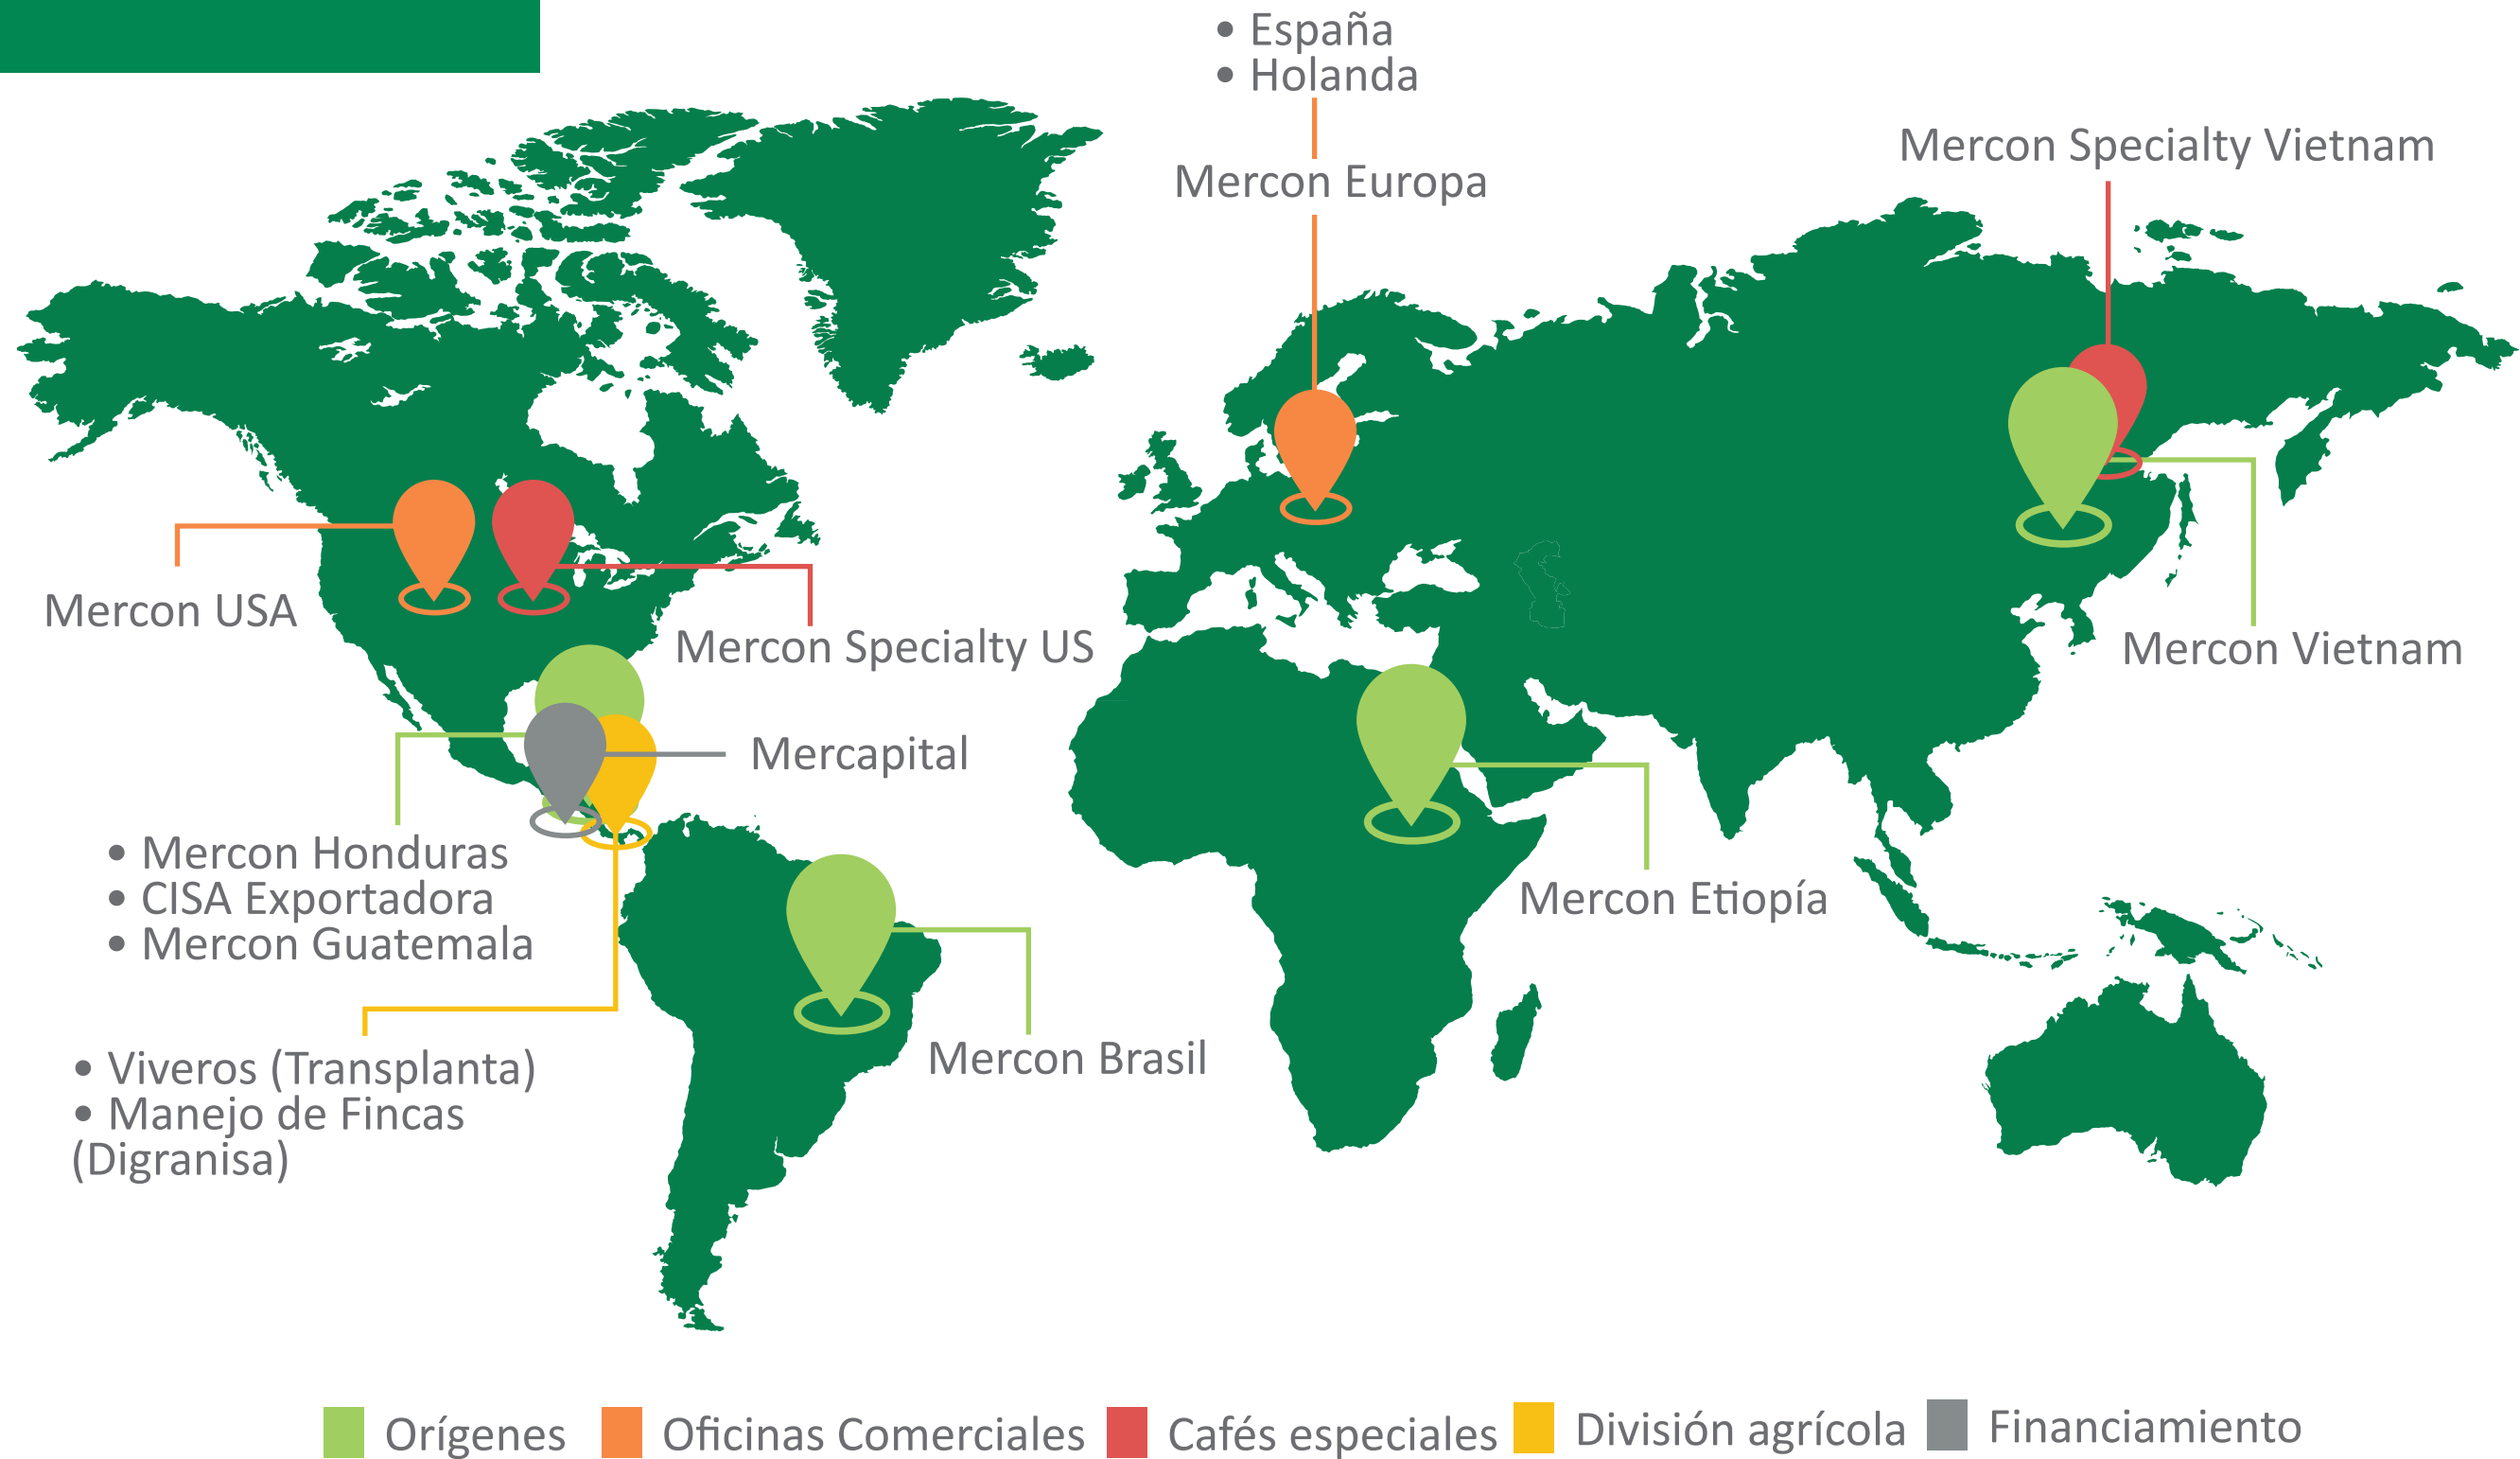 • España
• Holanda
Mercon Europa
Mercon Specialty Vietnam
Mercon USA
Mercon Specialty US
Mercon Vietnam
Mercapital
• Mercon Honduras
• CISA Exportadora
• Mercon Guatemala
Mercon Etiopía
Mercon Brasil
• Viveros (Transplanta)
• Manejo de Fincas
(Digranisa)
Orígenes
Oficinas Comerciales
Cafés especiales
División agrícola
Financiamiento